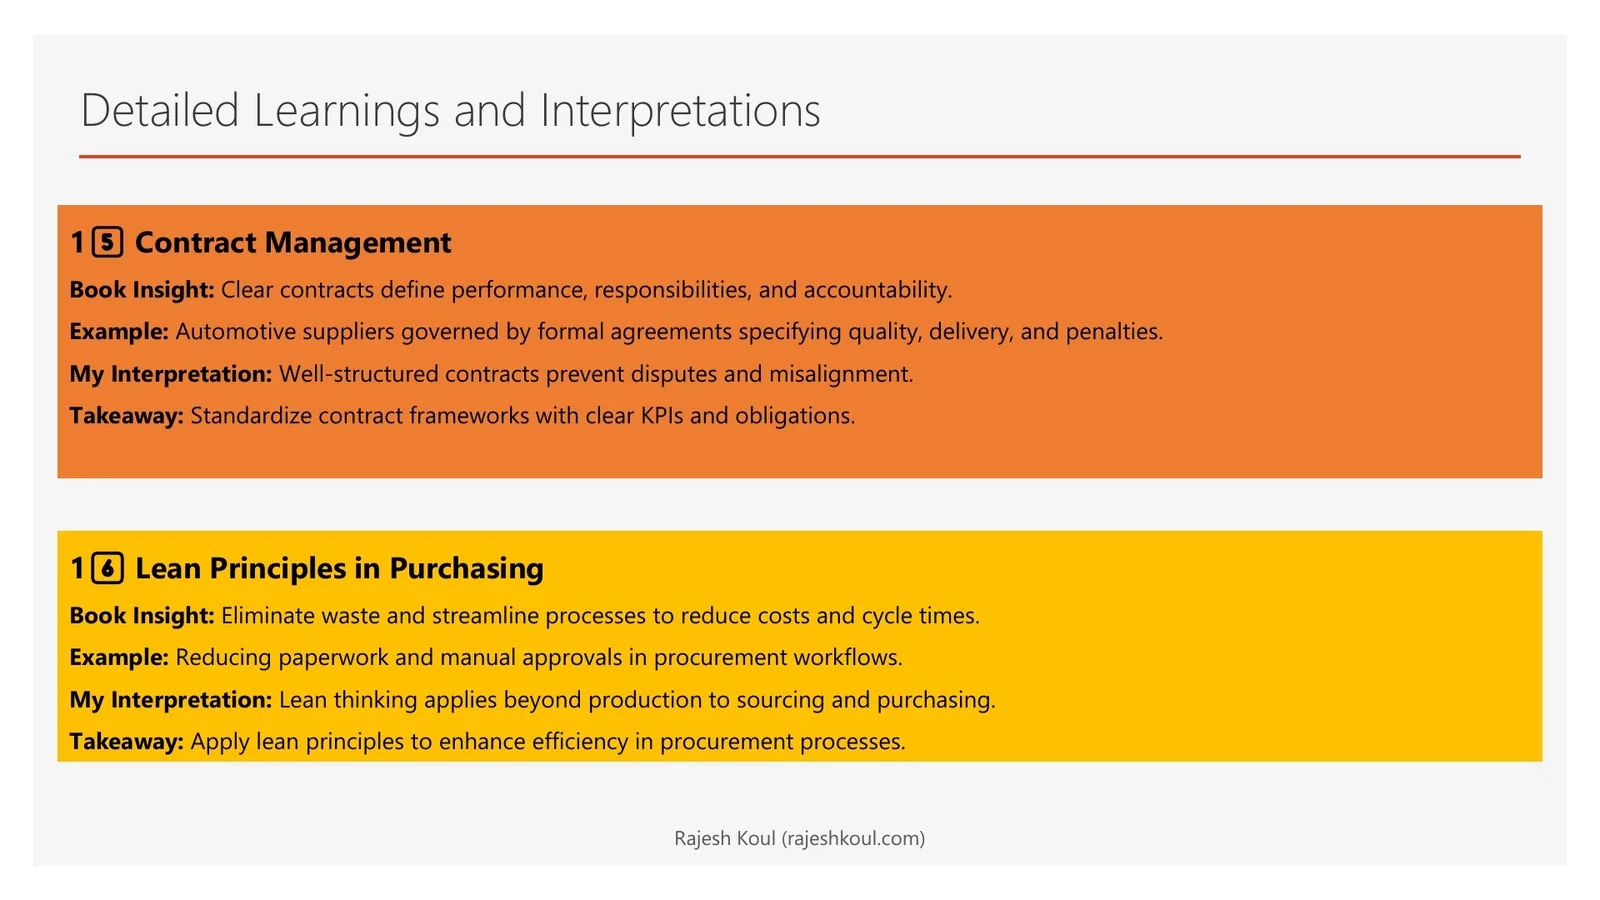 Detailed Learnings and Interpretations
1 5️⃣ Contract Management
Book Insight: Clear contracts define performance, responsibilities, and accountability.
Example: Automotive suppliers governed by formal agreements specifying quality, delivery, and penalties.
My Interpretation: Well-structured contracts prevent disputes and misalignment.
Takeaway: Standardize contract frameworks with clear KPIs and obligations.
1 6️⃣ Lean Principles in Purchasing
Book Insight: Eliminate waste and streamline processes to reduce costs and cycle times.
Example: Reducing paperwork and manual approvals in procurement workflows.
My Interpretation: Lean thinking applies beyond production to sourcing and purchasing.
Takeaway: Apply lean principles to enhance efficiency in procurement processes.
Rajesh Koul (rajeshkoul.com)